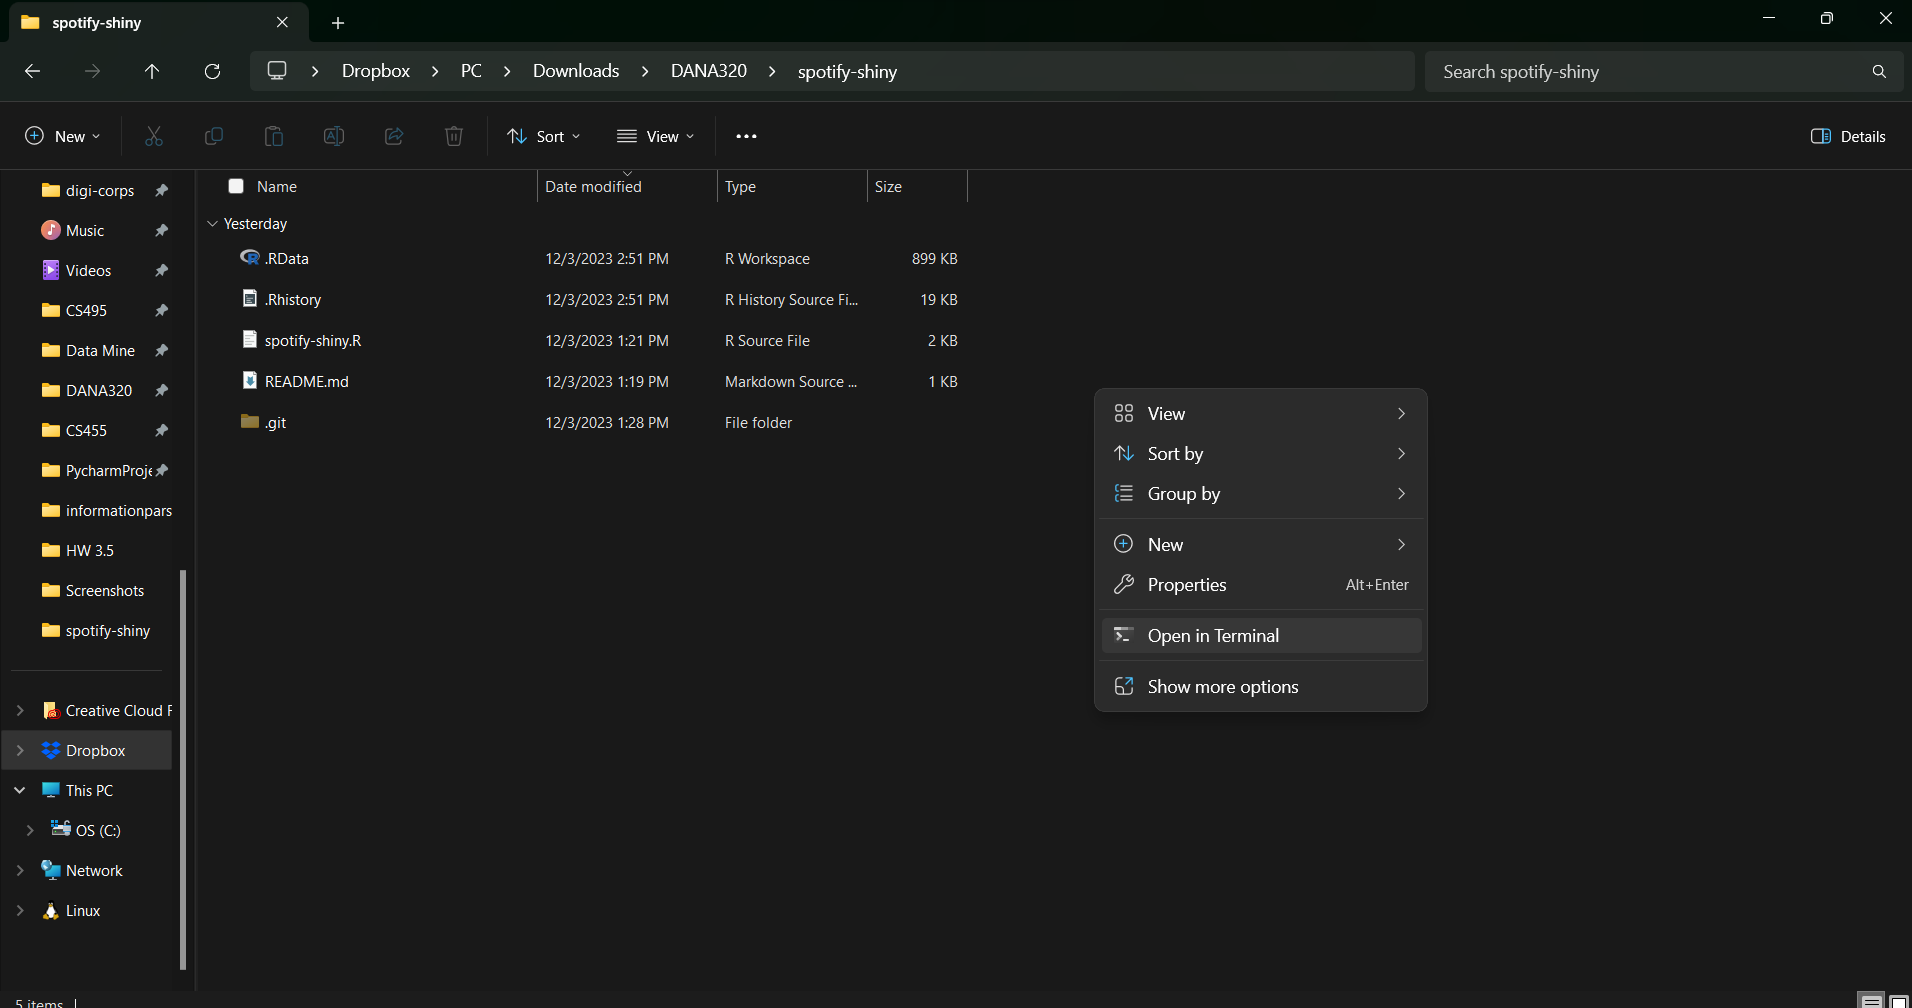 spotify-shiny
Dropbox > PC > Downloads > DANA320 > spotify-shiny
Search spotify-shiny
New
Sort
View
Details
digi-corps
Music
Videos
CS495
Data Mine
DANA320
CS455
PycharmProje
informationpars
HW 3.5
Screenshots
spotify-shiny
Creative Cloud F
Dropbox
This PC
OS (C:)
Network
Linux
Name Date modified Type Size
Yesterday
.RData 12/3/2023 2:51 PM R Workspace 899 KB
.Rhistory 12/3/2023 2:51 PM R History Source Fi... 19 KB
spotify-shiny.R 12/3/2023 1:21 PM R Source File 2 KB
README.md 12/3/2023 1:19 PM Markdown Source ... 1 KB
.git 12/3/2023 1:28 PM File folder
View
Sort by
Group by
New
Properties Alt+Enter
Open in Terminal
Show more options
5 items